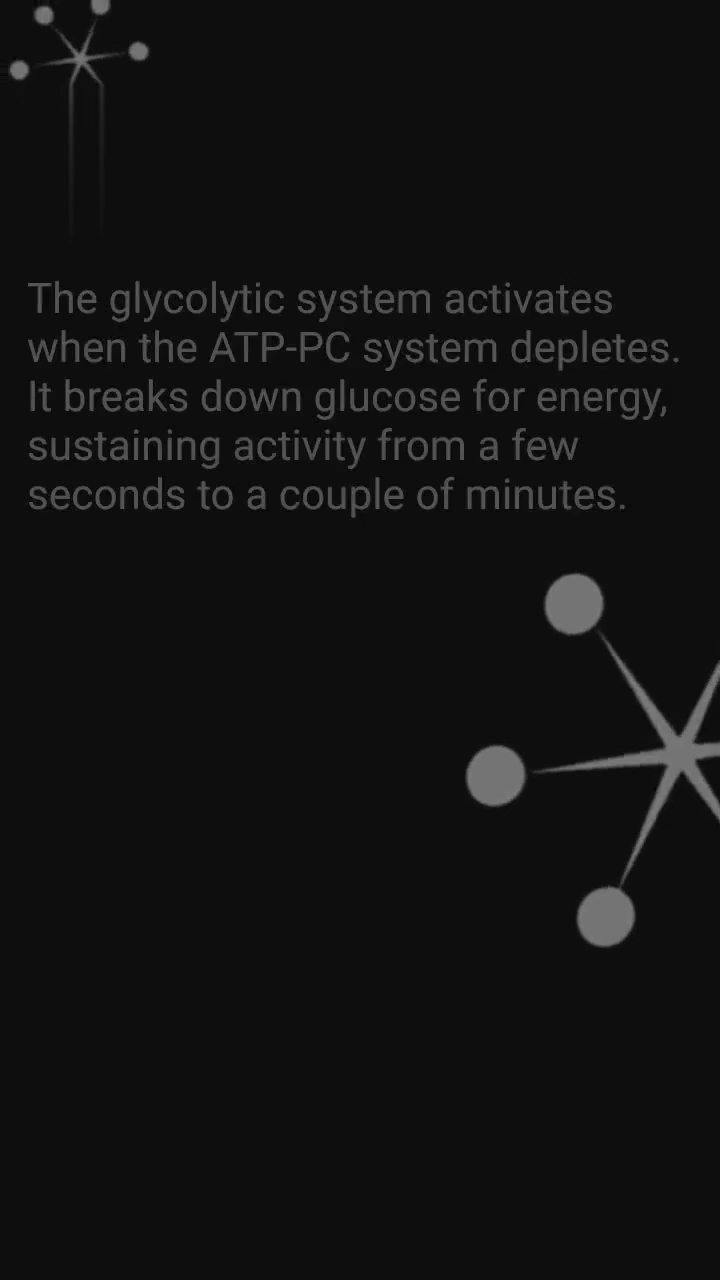 The glycolytic system activates
when the ATP-PC system depletes.
It breaks down glucose for energy,
sustaining activity from a few
seconds to a couple of minutes.